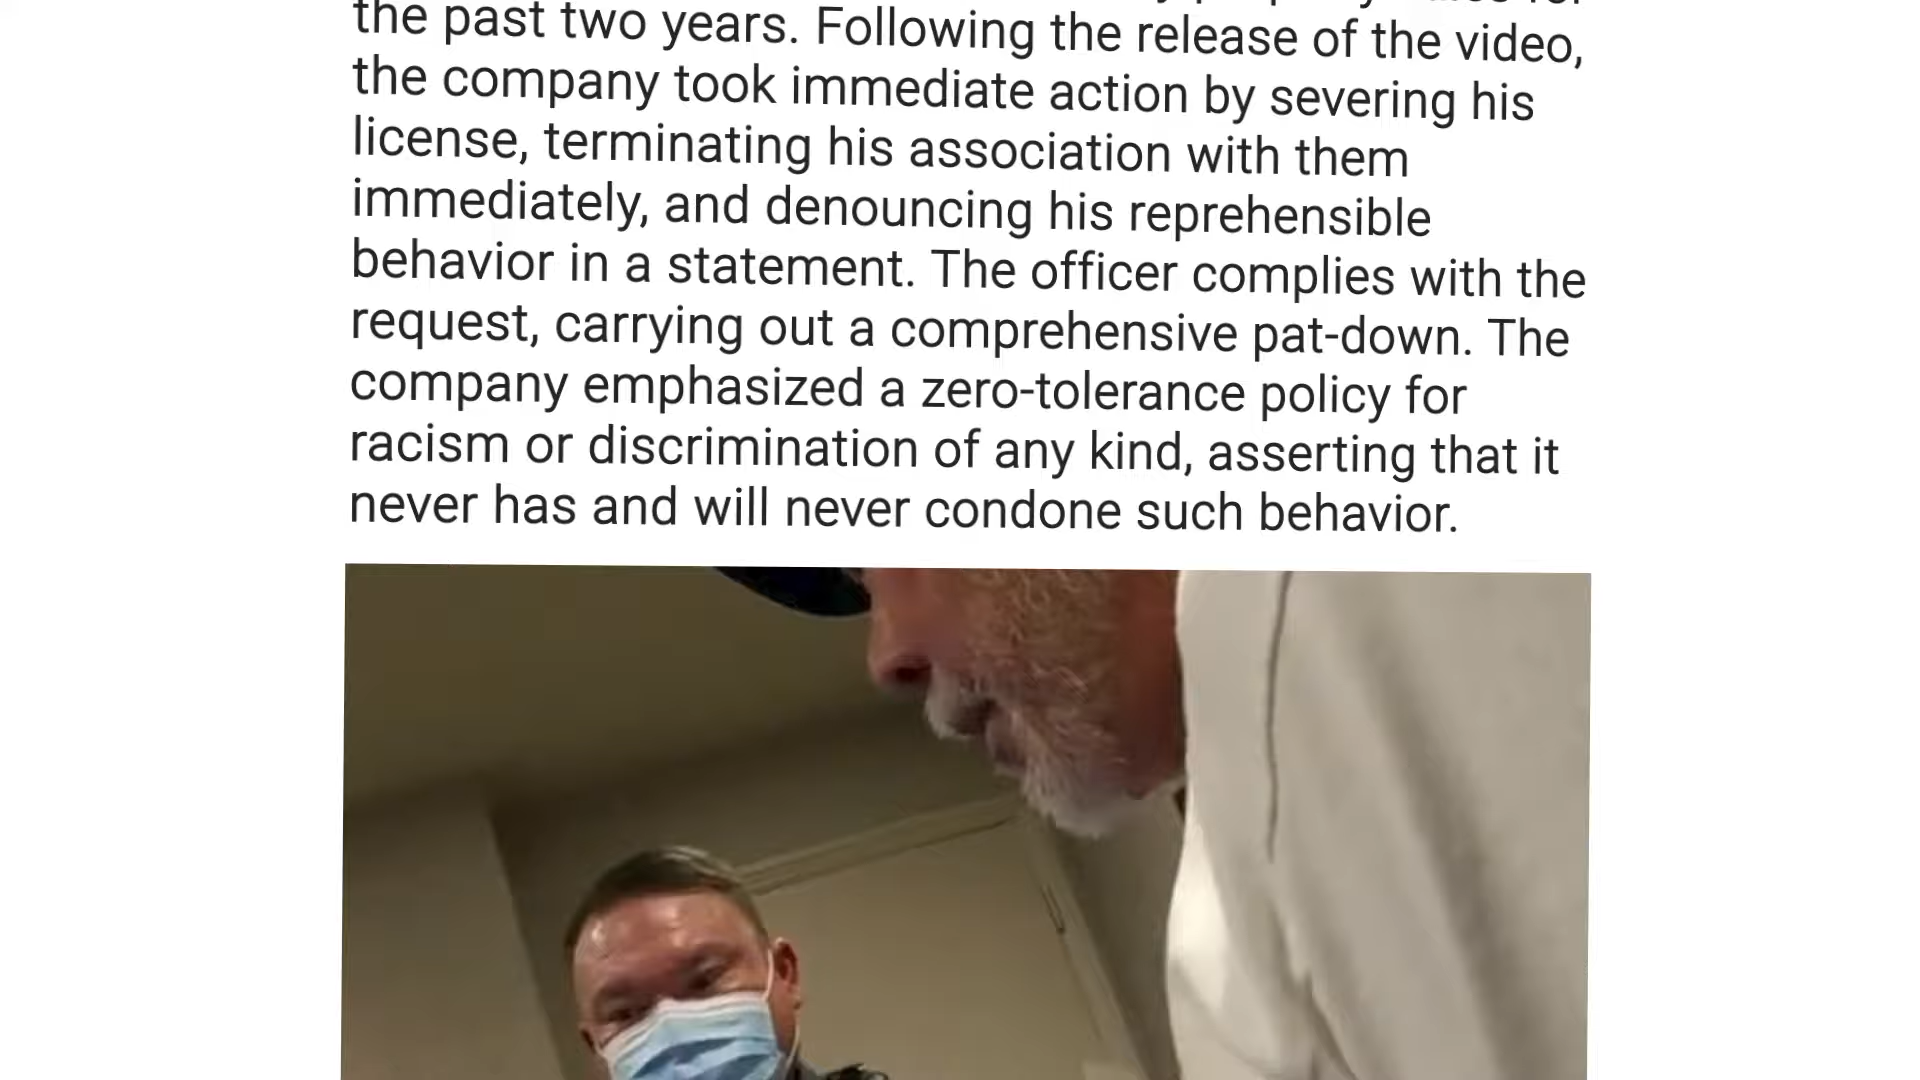 the past two years. Following the release of the video,
the company took immediate action by severing his
license, terminating his association with them
immediately, and denouncing his reprehensible
behavior in a statement. The officer complies with the
request, carrying out a comprehensive pat-down. The
company emphasized a zero-tolerance policy for
racism or discrimination of any kind, asserting that it
never has and will never condone such behavior.